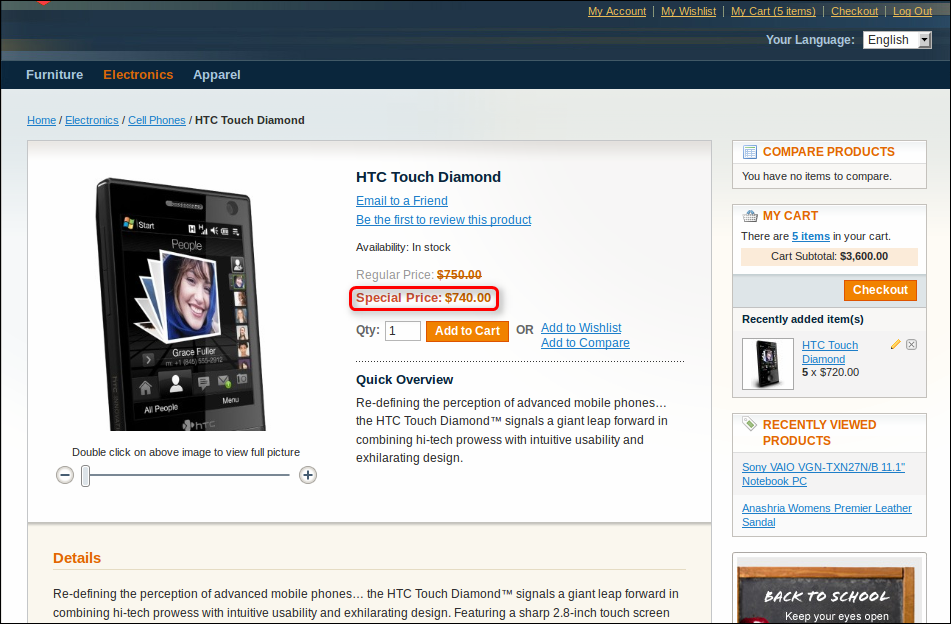 My Account | My Wishlist | My Cart (5 items) | Checkout | Log Out
Your Language: English
Furniture Electronics Apparel
Home / Electronics / Cell Phones / HTC Touch Diamond
HTC Touch Diamond
Email to a Friend
Be the first to review this product
Availability: In stock
Regular Price: $750.00
Special Price: $740.00
Qty: 1 Add to Cart OR Add to Wishlist
Add to Compare
Quick Overview
Re-defining the perception of advanced mobile phones…
the HTC Touch Diamond™ signals a giant leap forward in
combining hi-tech prowess with intuitive usability and
exhilarating design.
Start
People
Grace Fuller
All People
Menu
hTC
Double click on above image to view full picture
Details
Re-defining the perception of advanced mobile phones… the HTC Touch Diamond™ signals a giant leap forward in
combining hi-tech prowess with intuitive usability and exhilarating design. Featuring a sharp 2.8-inch touch screen
COMPARE PRODUCTS
You have no items to compare.
MY CART
There are 5 items in your cart.
Cart Subtotal: $3,600.00
Checkout
Recently added item(s)
HTC Touch
Diamond
5 x $720.00
RECENTLY VIEWED
PRODUCTS
Sony VAIO VGN-TXN27N/B 11.1"
Notebook PC
Anashria Womens Premier Leather
Sandal
BACK TO SCHOOL
Keep your eyes open